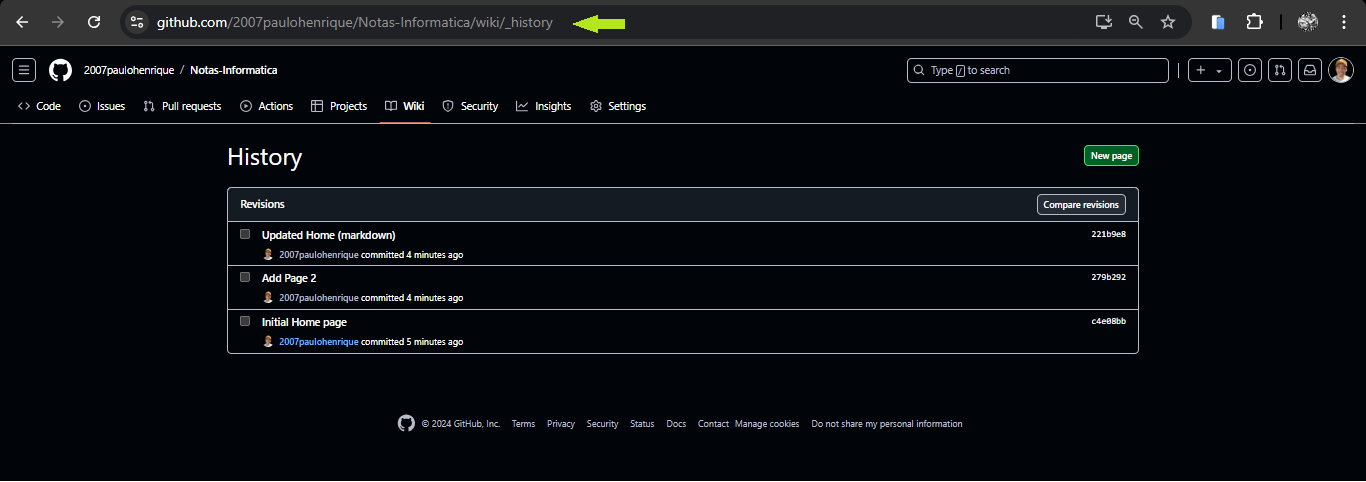 github.com/2007paulohenrique/Notas-Informatica/wiki/_history
2007paulohenrique / Notas-Informatica
Type / to search
Code Issues Pull requests Actions Projects Wiki Security Insights Settings
History
New page
Revisions
Compare revisions
Updated Home (markdown)
221b9e8
2007paulohenrique committed 4 minutes ago
Add Page 2
279b292
2007paulohenrique committed 4 minutes ago
Initial Home page
c4e08bb
2007paulohenrique committed 5 minutes ago
© 2024 GitHub, Inc. Terms Privacy Security Status Docs Contact Manage cookies Do not share my personal information